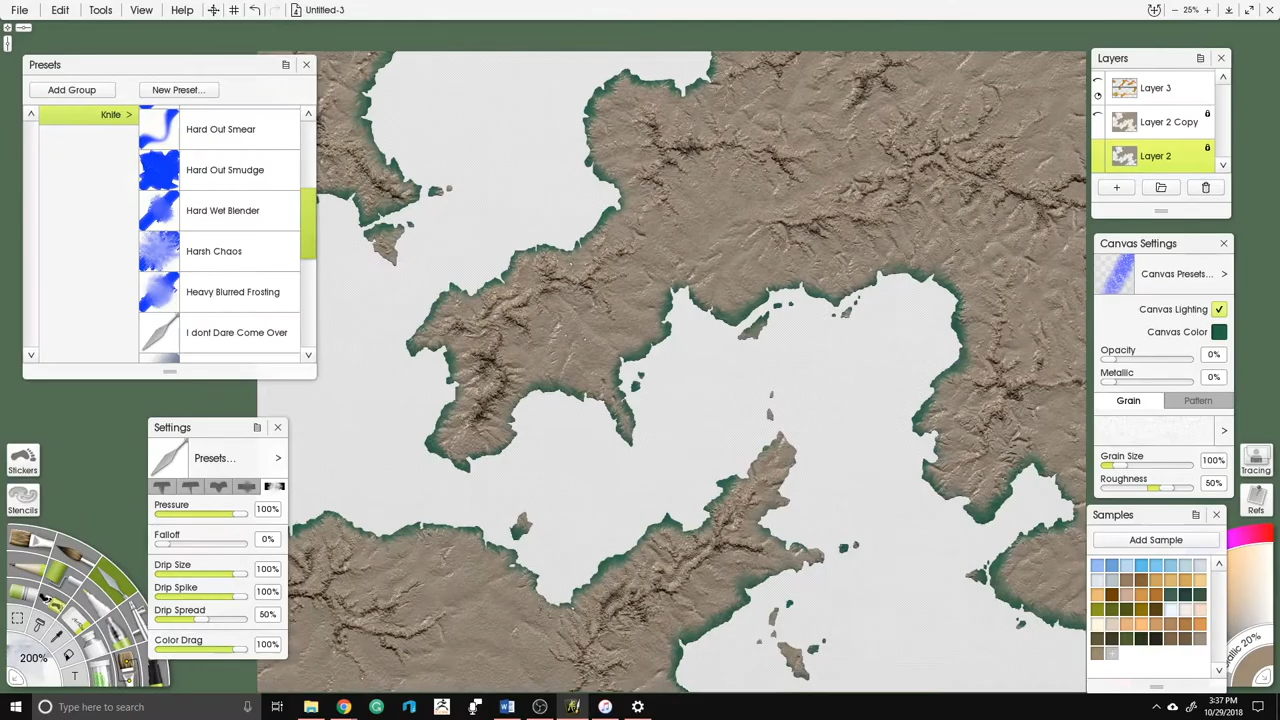 File Edit Tools View Untitled-3 25%
Presets
Add Group New Preset...
Knife >
Hard Out Smear
Hard Out Smudge
Hard Wet Blender
Harsh Chaos
Heavy Blurred Frosting
I dont Dare Come Over
Settings
Presets... >
Pressure 100%
Falloff 0%
Drip Size 100%
Drip Spike 100%
Drip Spread 50%
Color Drag 100%
Stickers
Stencils
200%
T
Layers
Layer 3
Layer 2 Copy
Layer 2
Canvas Settings
Canvas Presets... >
Canvas Lighting
Canvas Color
Opacity 0%
Metallic 0%
Grain Pattern
Grain Size 100%
Roughness 50%
Tracing
Refs
Samples
Add Sample
Metallic 20%
Type here to search
3:37 PM
10/29/2018